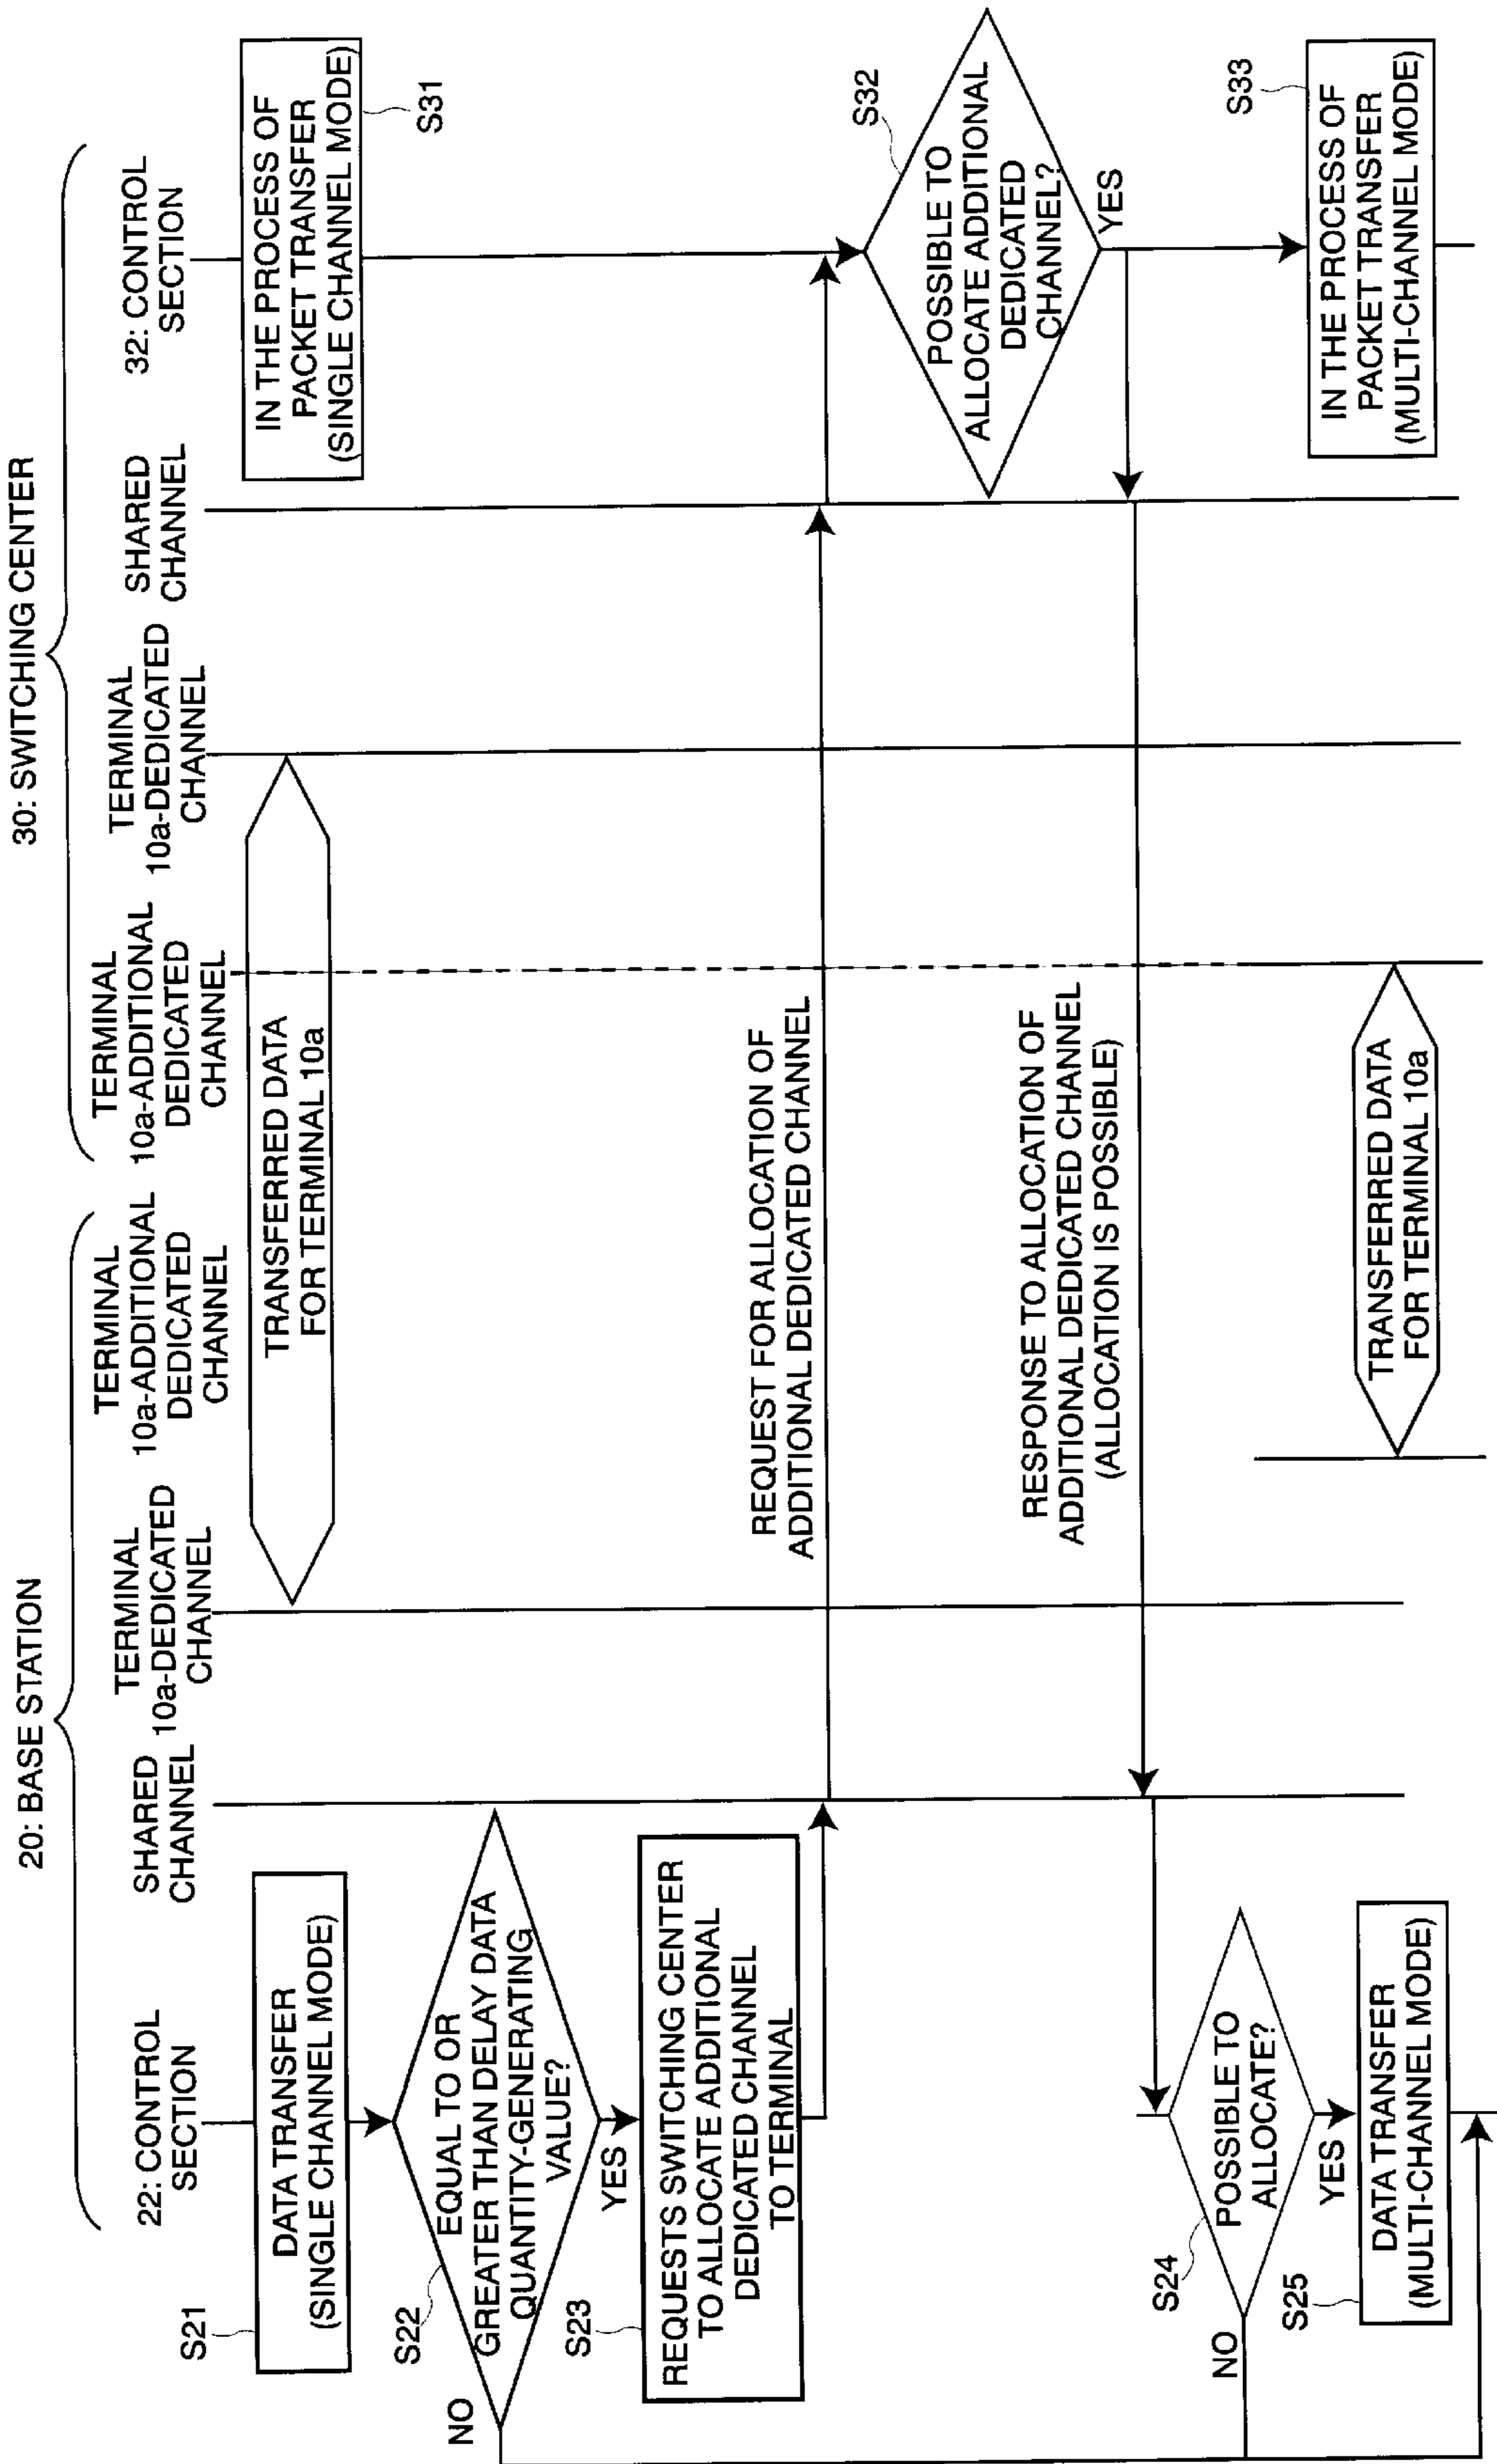 20: BASE STATION
30: SWITCHING CENTER
22: CONTROL
SECTION
SHARED
CHANNEL
TERMINAL
10a-DEDICATED
CHANNEL
TERMINAL
10a-ADDITIONAL
DEDICATED
CHANNEL
TERMINAL
10a-ADDITIONAL
DEDICATED
CHANNEL
TERMINAL
10a-DEDICATED
CHANNEL
SHARED
CHANNEL
32: CONTROL
SECTION
S21
DATA TRANSFER
(SINGLE CHANNEL MODE)
TRANSFERRED DATA
FOR TERMINAL 10a
IN THE PROCESS OF
PACKET TRANSFER
(SINGLE CHANNEL MODE)
S31
S22
EQUAL TO OR
GREATER THAN DELAY DATA
QUANTITY-GENERATING
VALUE?
NO
YES
S23
REQUESTS SWITCHING CENTER
TO ALLOCATE ADDITIONAL
DEDICATED CHANNEL
TO TERMINAL
REQUEST FOR ALLOCATION OF
ADDITIONAL DEDICATED CHANNEL
S32
POSSIBLE TO
ALLOCATE ADDITIONAL
DEDICATED
CHANNEL?
YES
RESPONSE TO ALLOCATION OF
ADDITIONAL DEDICATED CHANNEL
(ALLOCATION IS POSSIBLE)
S24
POSSIBLE TO
ALLOCATE?
NO
YES
S25
DATA TRANSFER
(MULTI-CHANNEL MODE)
TRANSFERRED DATA
FOR TERMINAL 10a
S33
IN THE PROCESS OF
PACKET TRANSFER
(MULTI-CHANNEL MODE)